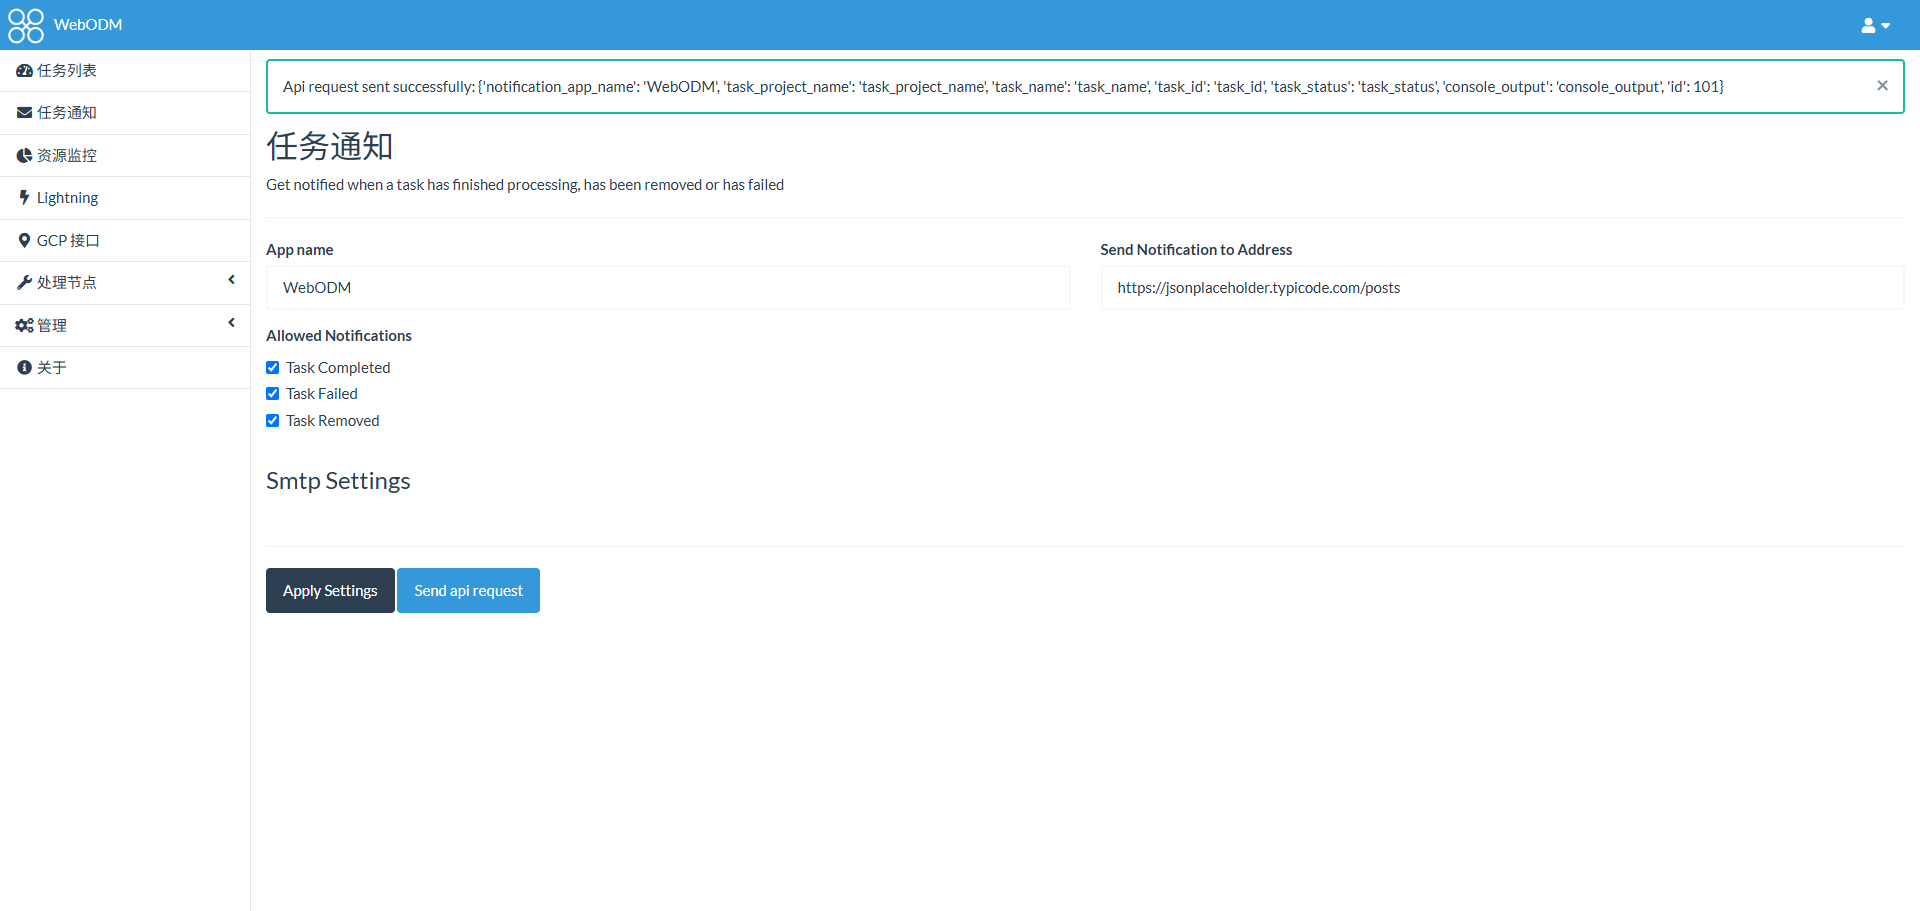 WebODM
任务列表
任务通知
资源监控
Lightning
GCP 接口
处理节点
管理
关于
Api request sent successfully: {'notification_app_name': 'WebODM', 'task_project_name': 'task_project_name', 'task_name': 'task_name', 'task_id': 'task_id', 'task_status': 'task_status', 'console_output': 'console_output', 'id': 101}
×
任务通知
Get notified when a task has finished processing, has been removed or has failed
App name
WebODM
Send Notification to Address
https://jsonplaceholder.typicode.com/posts
Allowed Notifications
Task Completed
Task Failed
Task Removed
Smtp Settings
Apply Settings
Send api request